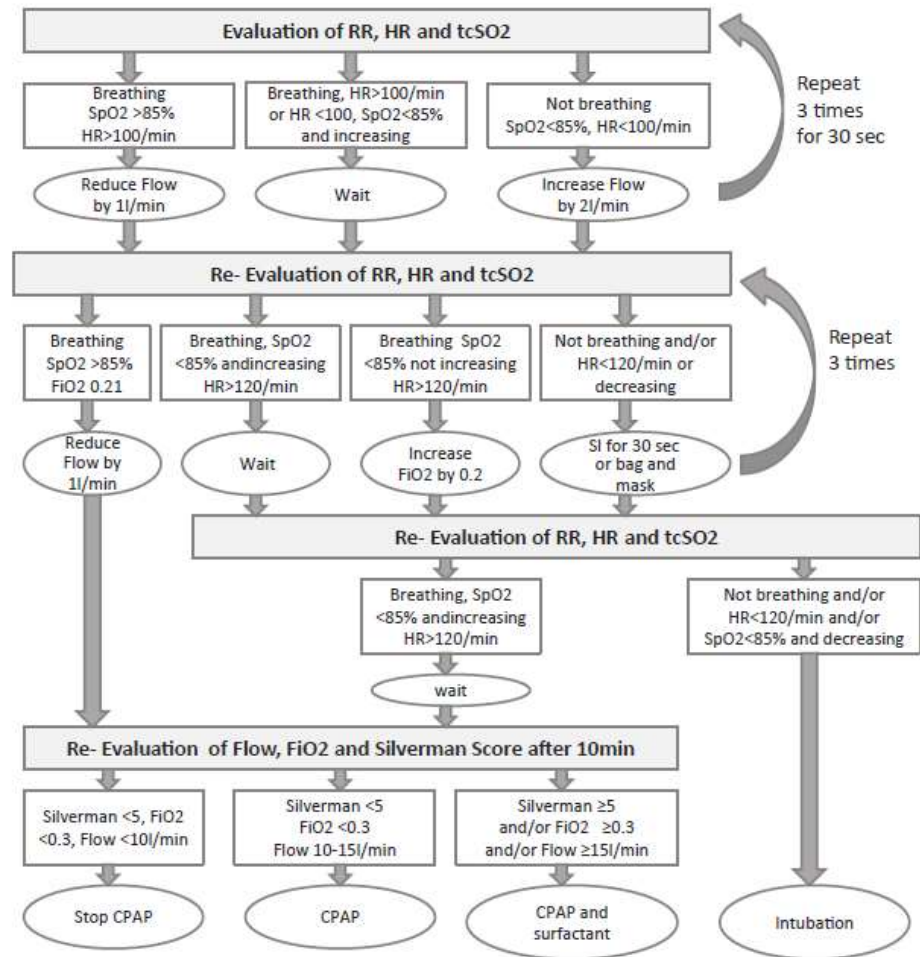 Evaluation of RR, HR and tcSO2
Breathing
SpO2 >85%
HR>100/min
Breathing, HR>100/min
or HR <100, SpO2<85%
and increasing
Not breathing
SpO2<85%, HR<100/min
Repeat
3 times
for 30 sec
Reduce Flow
by 1l/min
Wait
Increase Flow
by 2l/min
Re- Evaluation of RR, HR and tcSO2
Breathing
SpO2 >85%
FiO2 0.21
Breathing, SpO2
<85% andincreasing
HR>120/min
Breathing SpO2
<85% not increasing
HR>120/min
Not breathing and/or
HR<120/min or
decreasing
Repeat
3 times
Reduce
Flow by
1l/min
Wait
Increase
FiO2 by 0.2
SI for 30 sec
or bag and
mask
Re- Evaluation of RR, HR and tcSO2
Breathing, SpO2
<85% andincreasing
HR>120/min
Not breathing and/or
HR<120/min and/or
SpO2<85% and decreasing
wait
Re- Evaluation of Flow, FiO2 and Silverman Score after 10min
Silverman <5, FiO2
<0.3, Flow <10l/min
Silverman <5
FiO2 <0.3
Flow 10-15l/min
Silverman ≥5
and/or FiO2 ≥0.3
and/or Flow ≥15l/min
Stop CPAP
CPAP
CPAP and
surfactant
Intubation